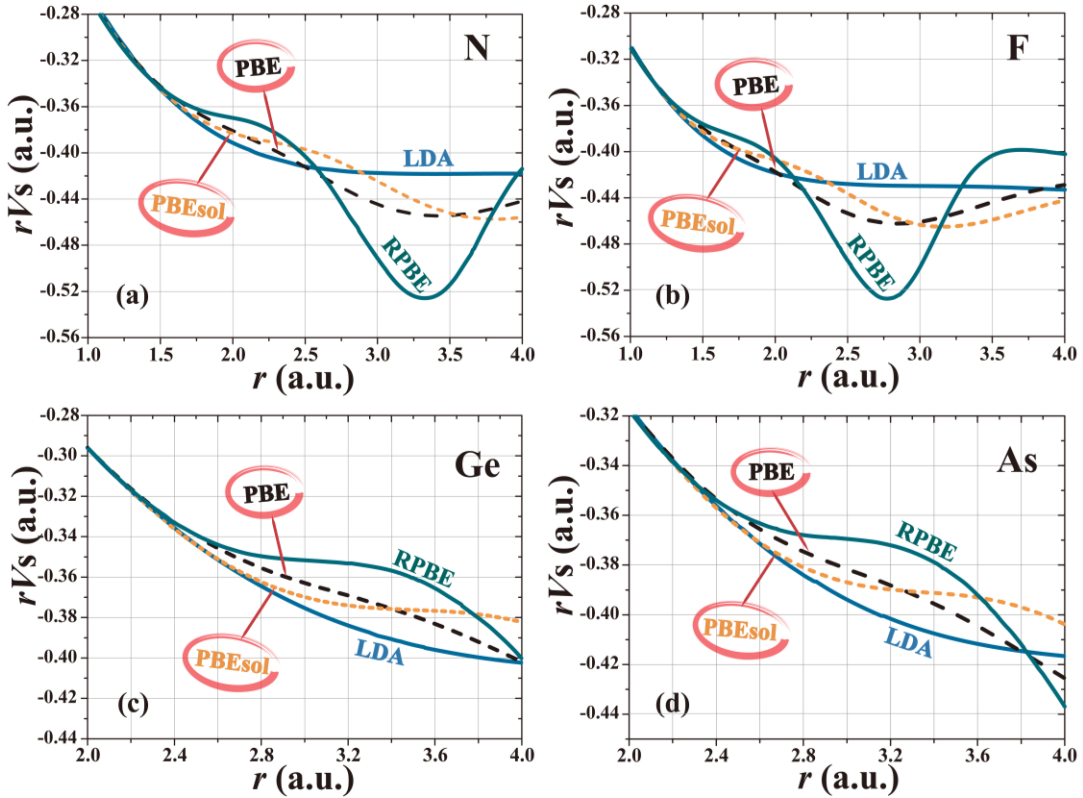 -0.28
-0.32
-0.36
-0.40
-0.44
-0.48
-0.52
-0.56
rVs (a.u.)
N
PBE
LDA
PBEsol
RPBE
(a)
1.0 1.5 2.0 2.5 3.0 3.5 4.0
r (a.u.)
-0.28
-0.32
-0.36
-0.40
-0.44
-0.48
-0.52
-0.56
rVs (a.u.)
F
PBE
LDA
PBEsol
RPBE
(b)
1.0 1.5 2.0 2.5 3.0 3.5 4.0
r (a.u.)
-0.28
-0.30
-0.32
-0.34
-0.36
-0.38
-0.40
-0.42
-0.44
rVs (a.u.)
Ge
PBE
RPBE
PBEsol
LDA
(c)
2.0 2.4 2.8 3.2 3.6 4.0
r (a.u.)
-0.32
-0.34
-0.36
-0.38
-0.40
-0.42
-0.44
rVs (a.u.)
As
PBE
RPBE
PBEsol
LDA
(d)
2.0 2.4 2.8 3.2 3.6 4.0
r (a.u.)